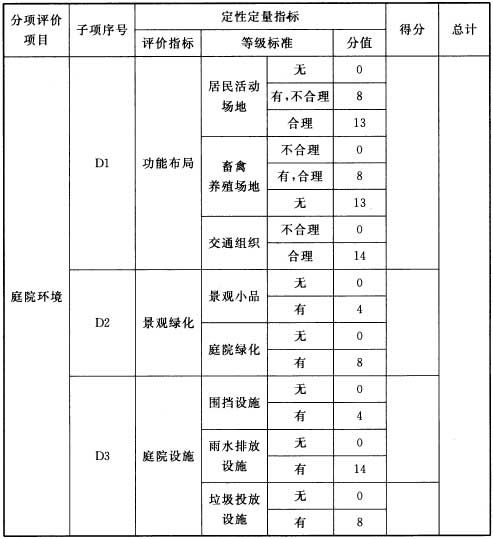 分项评价项目 子项序号 定性定量指标 得分 总计
评价指标 等级标准 分值
庭院环境 D1 功能布局 居民活动场地 无 0
有,不合理 8
合理 13
畜禽养殖场地 不合理 0
有,合理 8
无 13
交通组织 不合理 0
合理 14
D2 景观绿化 景观小品 无 0
有 4
庭院绿化 无 0
有 8
D3 庭院设施 围挡设施 无 0
有 4
雨水排放设施 无 0
有 14
垃圾投放设施 无 0
有 8